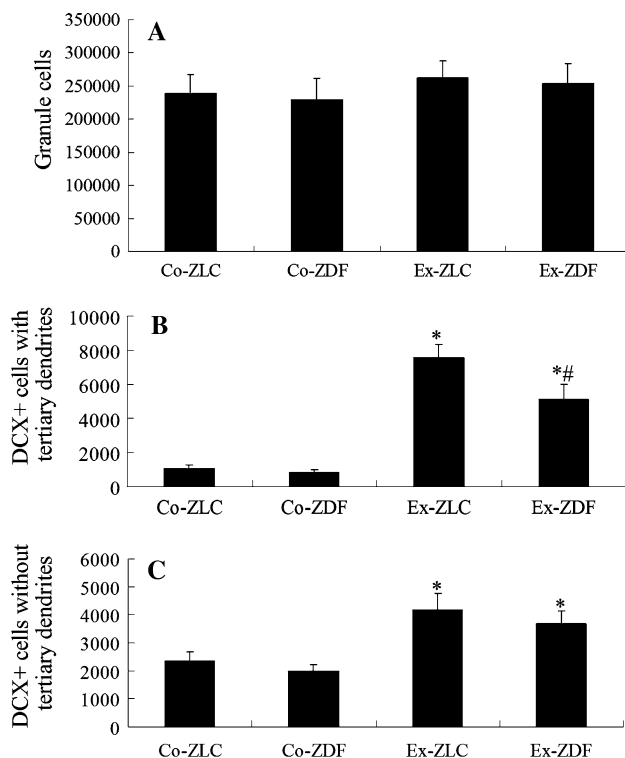 A
Granule cells
350000
300000
250000
200000
150000
100000
50000
0
Co-ZLC Co-ZDF Ex-ZLC Ex-ZDF
B
DCX+ cells with
tertiary dendrites
10000
8000
6000
4000
2000
0
*
*#
Co-ZLC Co-ZDF Ex-ZLC Ex-ZDF
C
DCX+ cells without
tertiary dendrites
6000
5000
4000
3000
2000
1000
0
*
*
Co-ZLC Co-ZDF Ex-ZLC Ex-ZDF